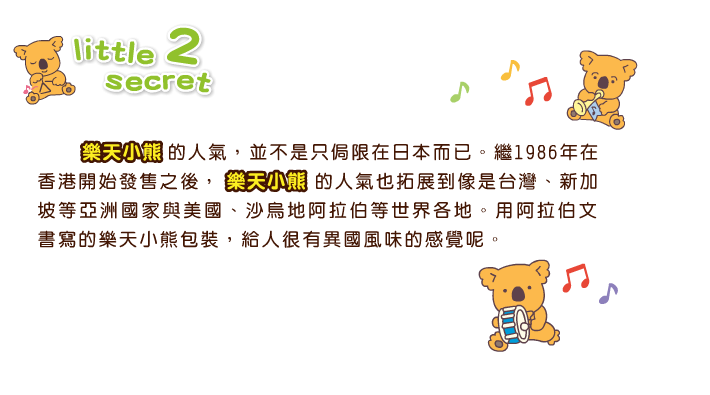 little 2
secret
樂天小熊 的人氣，並不是只侷限在日本而已。繼1986年在
香港開始發售之後， 樂天小熊 的人氣也拓展到像是台灣、新加
坡等亞洲國家與美國、沙烏地阿拉伯等世界各地。用阿拉伯文
書寫的樂天小熊包裝，給人很有異國風味的感覺呢。